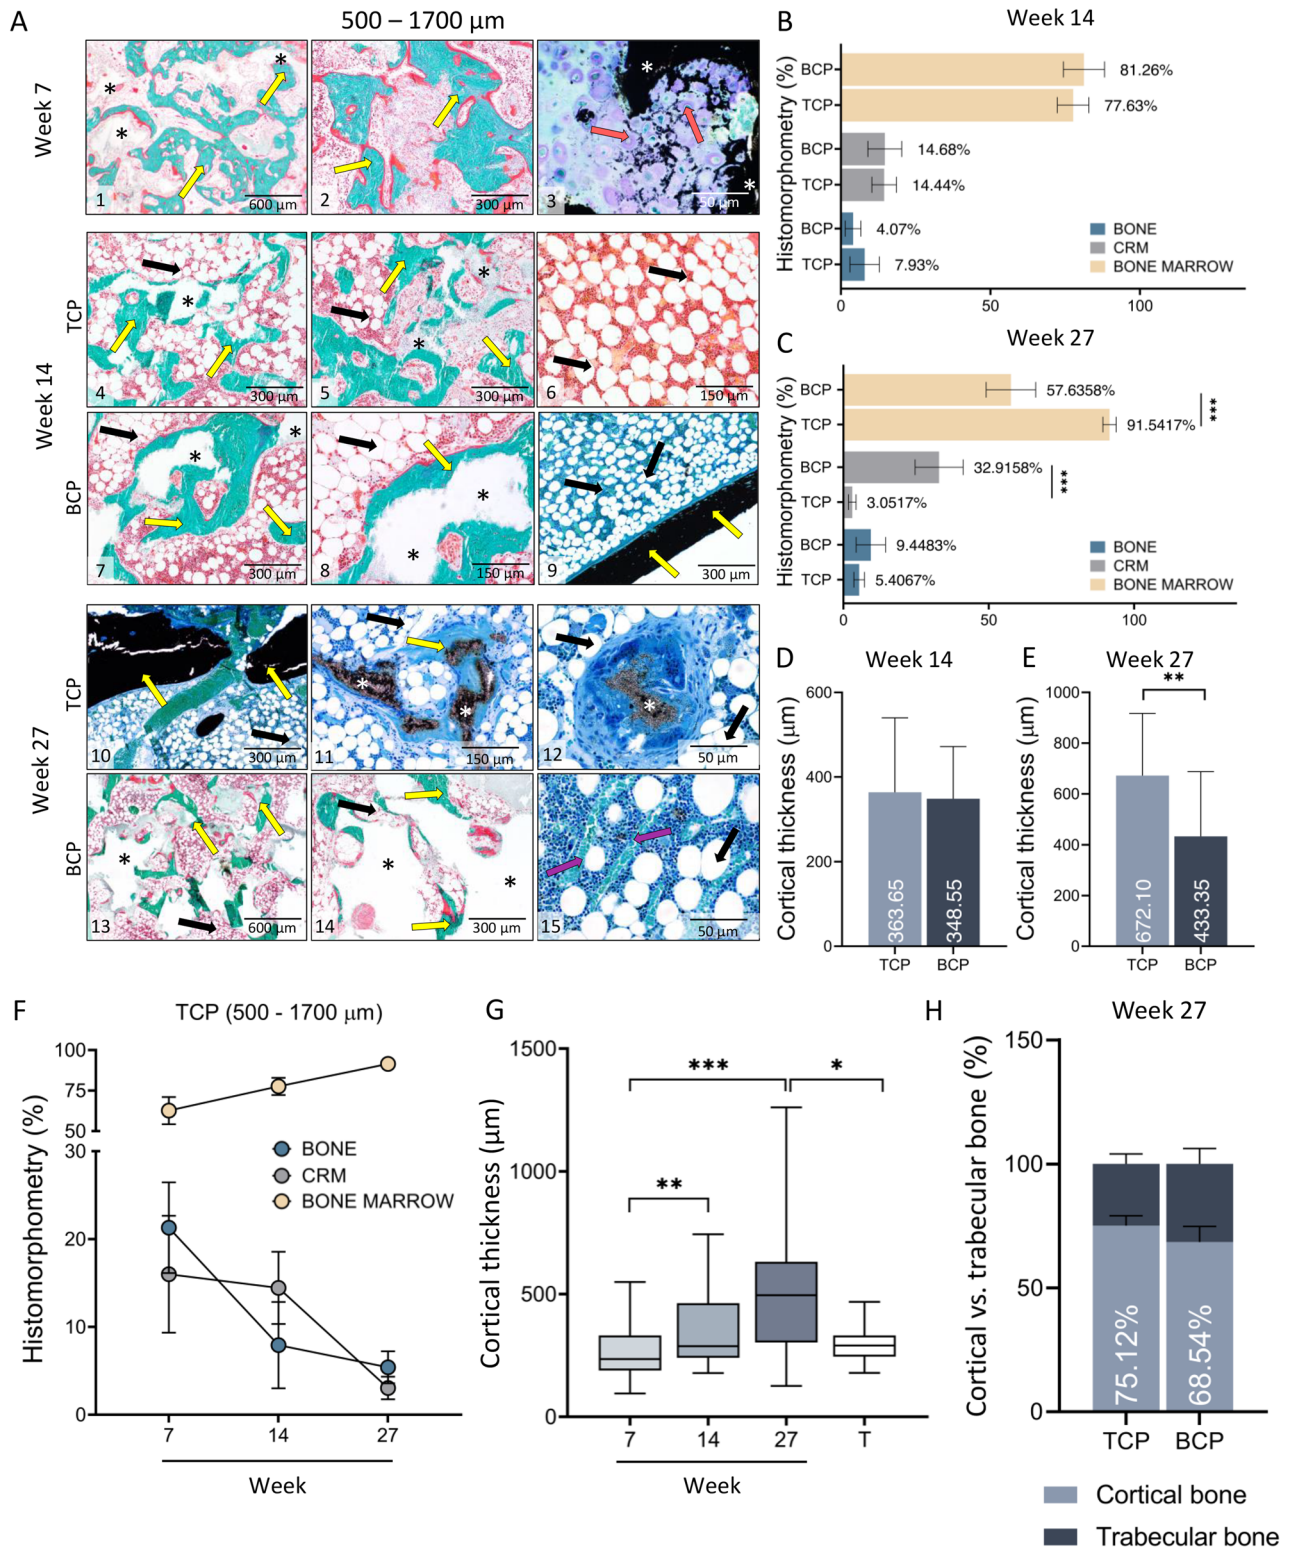 A
500 – 1700 µm
Week 7
*
*
*
1
600 µm
2
300 µm
*
*
3
50 µm
Week 14
TCP
*
4
300 µm
*
*
5
300 µm
6
150 µm
BCP
*
*
7
300 µm
*
*
8
150 µm
9
300 µm
Week 27
TCP
10
300 µm
*
*
11
150 µm
*
12
50 µm
BCP
*
13
600 µm
*
*
14
300 µm
15
50 µm
B
Week 14
Histomorphometry (%)
BCP
81.26%
TCP
77.63%
BCP
14.68%
TCP
14.44%
BCP
4.07%
TCP
7.93%
BONE
CRM
BONE MARROW
0 50 100
C
Week 27
Histomorphometry (%)
BCP
57.6358%
TCP
91.5417%
***
BCP
32.9158%
TCP
3.0517%
***
BCP
9.4483%
TCP
5.4067%
BONE
CRM
BONE MARROW
0 50 100
D
Week 14
Cortical thickness (µm)
600
400
200
0
363.65
348.55
TCP BCP
E
Week 27
Cortical thickness (µm)
1000
800
600
400
200
0
**
672.10
433.35
TCP BCP
F
TCP (500 - 1700 µm)
Histomorphometry (%)
100
75
50
30
20
10
0
BONE
CRM
BONE MARROW
7 14 27
Week
G
Cortical thickness (µm)
1500
1000
500
0
***
*
**
7 14 27 T
Week
H
Week 27
Cortical vs. trabecular bone (%)
150
100
50
0
75.12%
68.54%
TCP BCP
Cortical bone
Trabecular bone